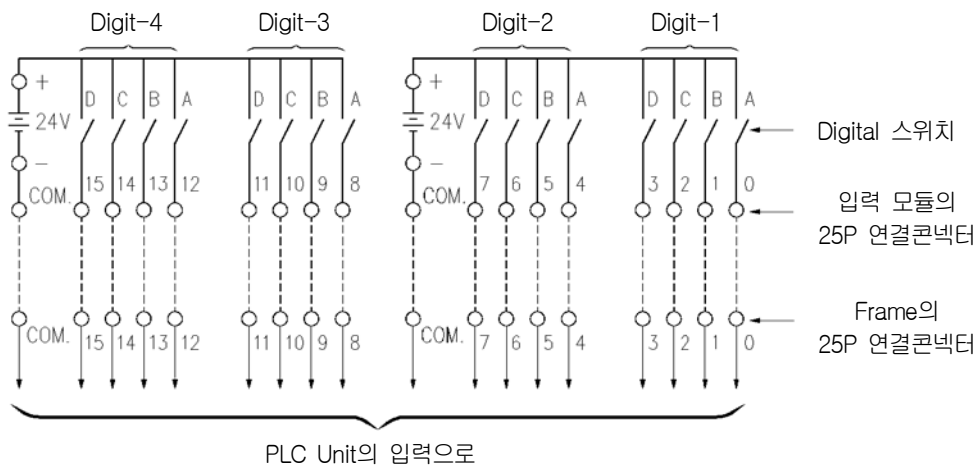 Digit-4 Digit-3 Digit-2 Digit-1
+ +
D C B A D C B A D C B A D C B A
24V 24V Digital 스위치
- -
COM. 15 14 13 12 11 10 9 8 COM. 7 6 5 4 3 2 1 0
입력 모듈의
25P 연결콘넥터
COM. 15 14 13 12 11 10 9 8 COM. 7 6 5 4 3 2 1 0
Frame의
25P 연결콘넥터
PLC Unit의 입력으로